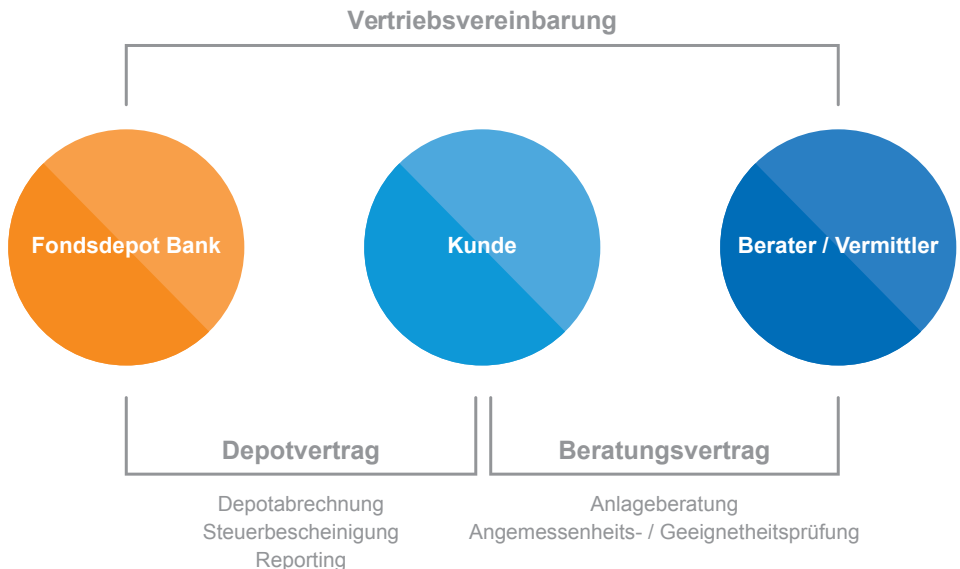 Vertriebsvereinbarung
Fondsdepot Bank
Kunde
Berater / Vermittler
Depotvertrag
Beratungsvertrag
Depotabrechnung
Steuerbescheinigung
Reporting
Anlageberatung
Angemessenheits- / Geeignetheitsprüfung